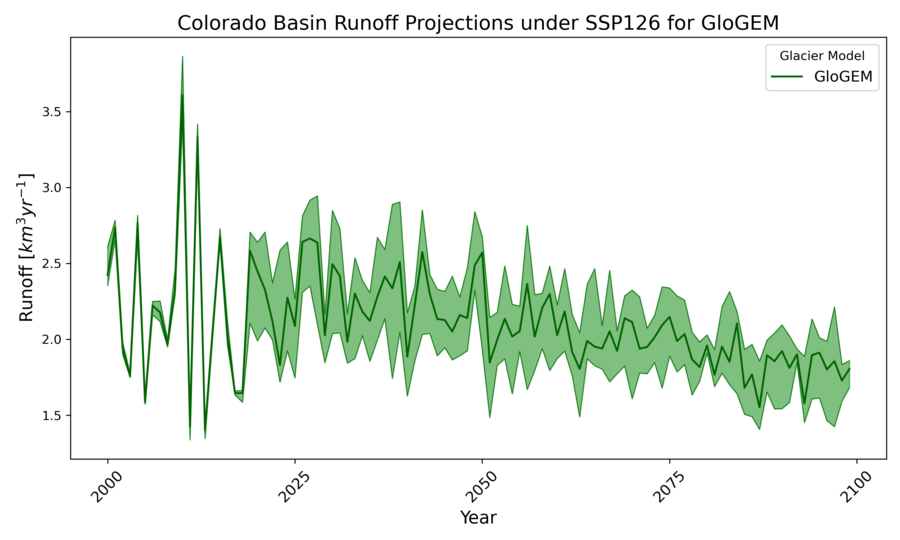 Colorado Basin Runoff Projections under SSP126 for GloGEM
Glacier Model
GloGEM
Runoff [km³yr⁻¹]
3.5
3.0
2.5
2.0
1.5
2000
2025
2050
2075
2100
Year